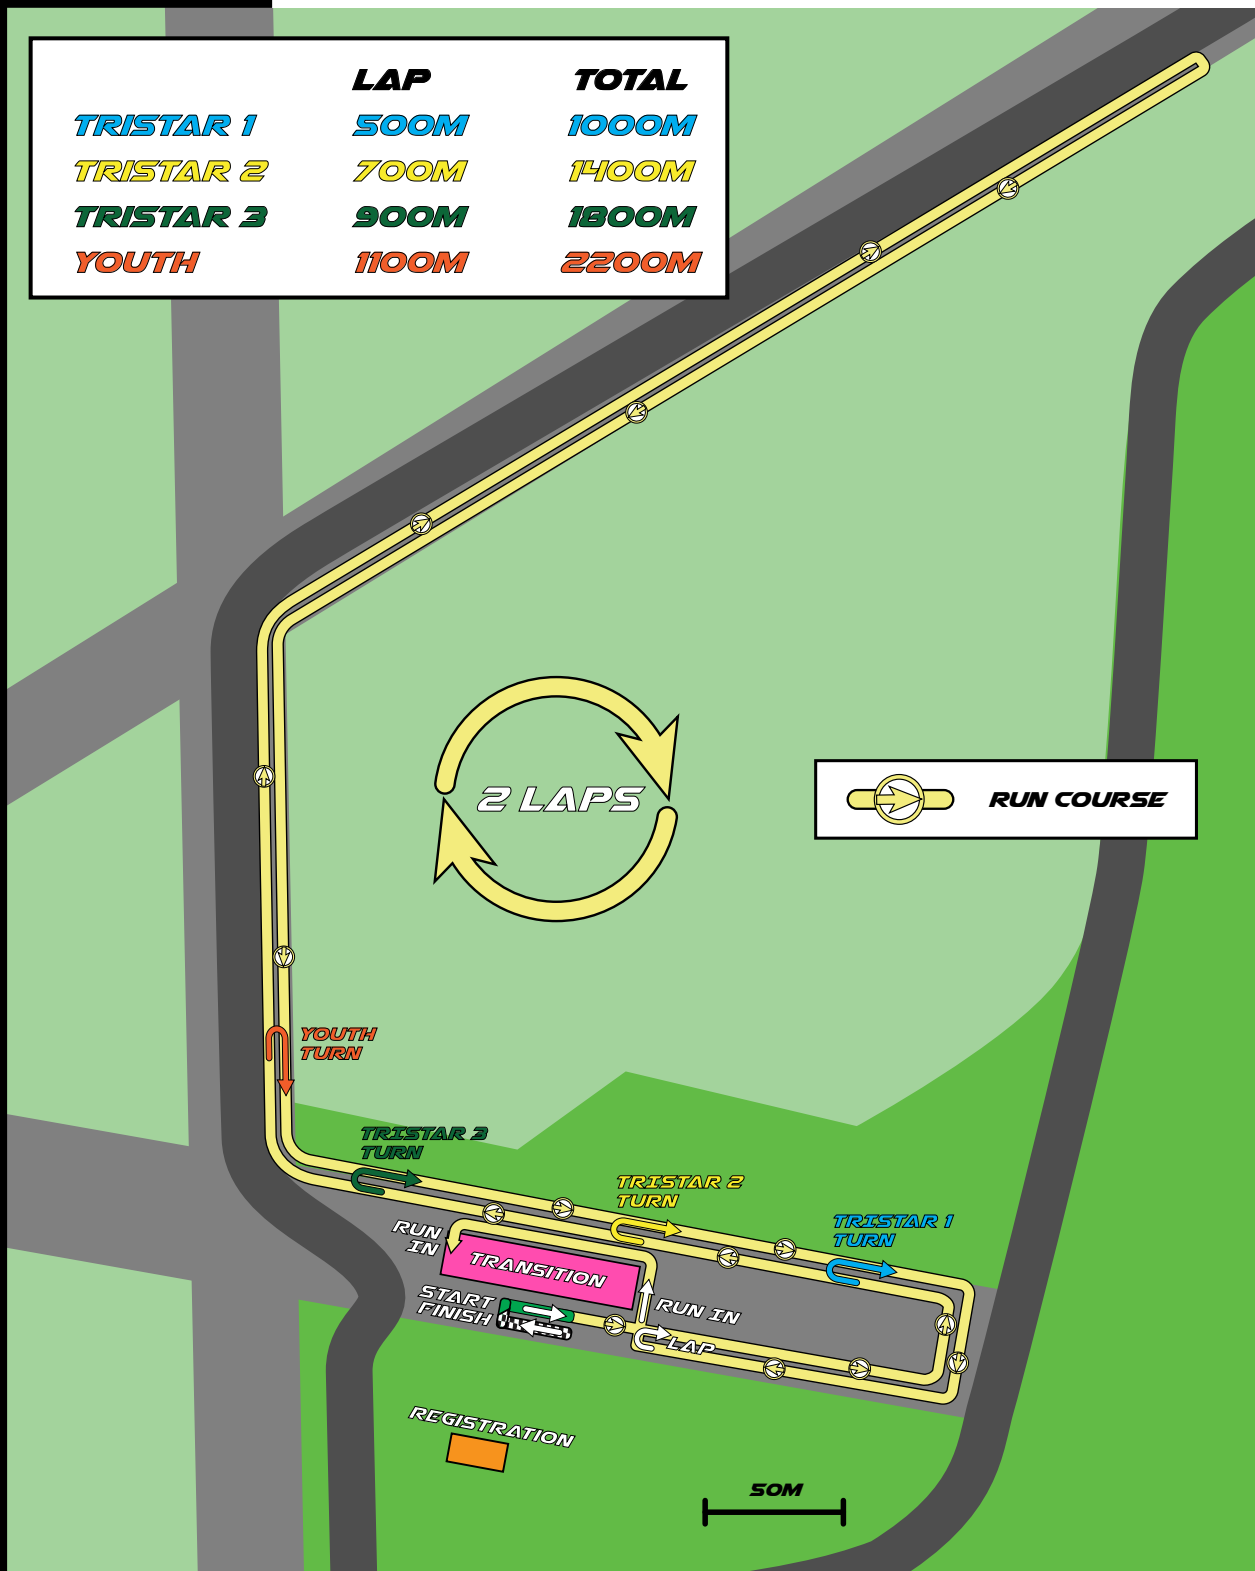 LAP TOTAL
TRISTAR 1 500M 1000M
TRISTAR 2 700M 1400M
TRISTAR 3 900M 1800M
YOUTH 1100M 2200M
2 LAPS
RUN COURSE
YOUTH
TURN
TRISTAR 3
TURN
TRISTAR 2
TURN
TRISTAR 1
TURN
RUN
IN
TRANSITION
START
FINISH
RUN IN
LAP
REGISTRATION
50M